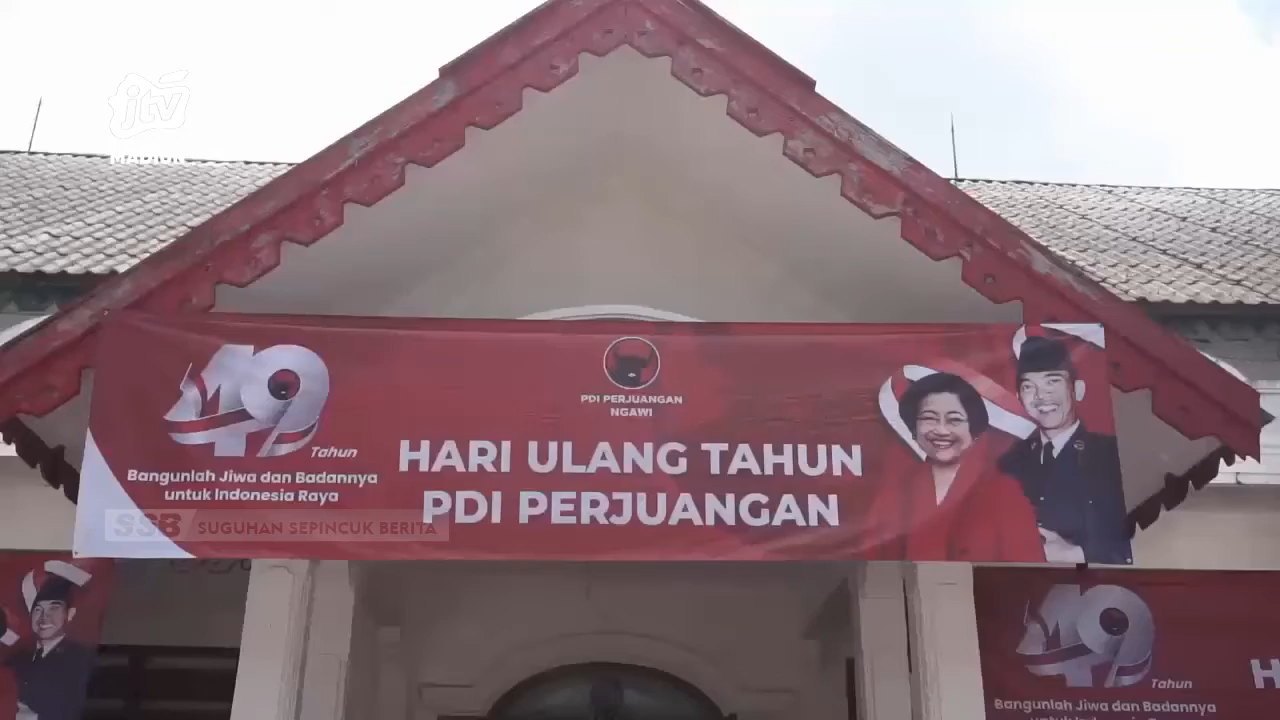 jtv
MADIUN
49
Tahun
Bangunlah Jiwa dan Badannya
untuk Indonesia Raya
PDI PERJUANGAN
NGAWI
HARI ULANG TAHUN
PDI PERJUANGAN
SSB SUGUHAN SEPINCUK BERITA
49
Tahun
Bangunlah Jiwa dan Badannya
H